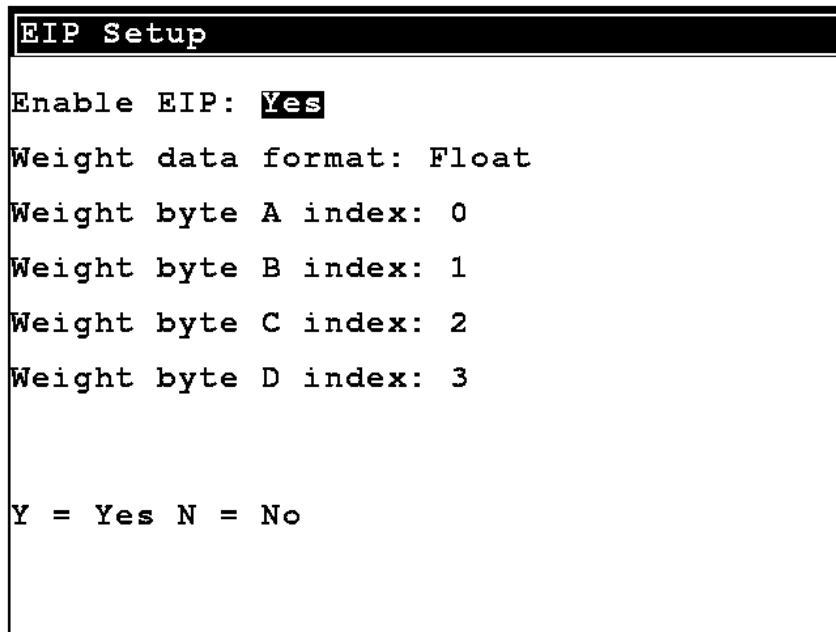 EIP Setup
Enable EIP: Yes
Weight data format: Float
Weight byte A index: 0
Weight byte B index: 1
Weight byte C index: 2
Weight byte D index: 3
Y = Yes N = No